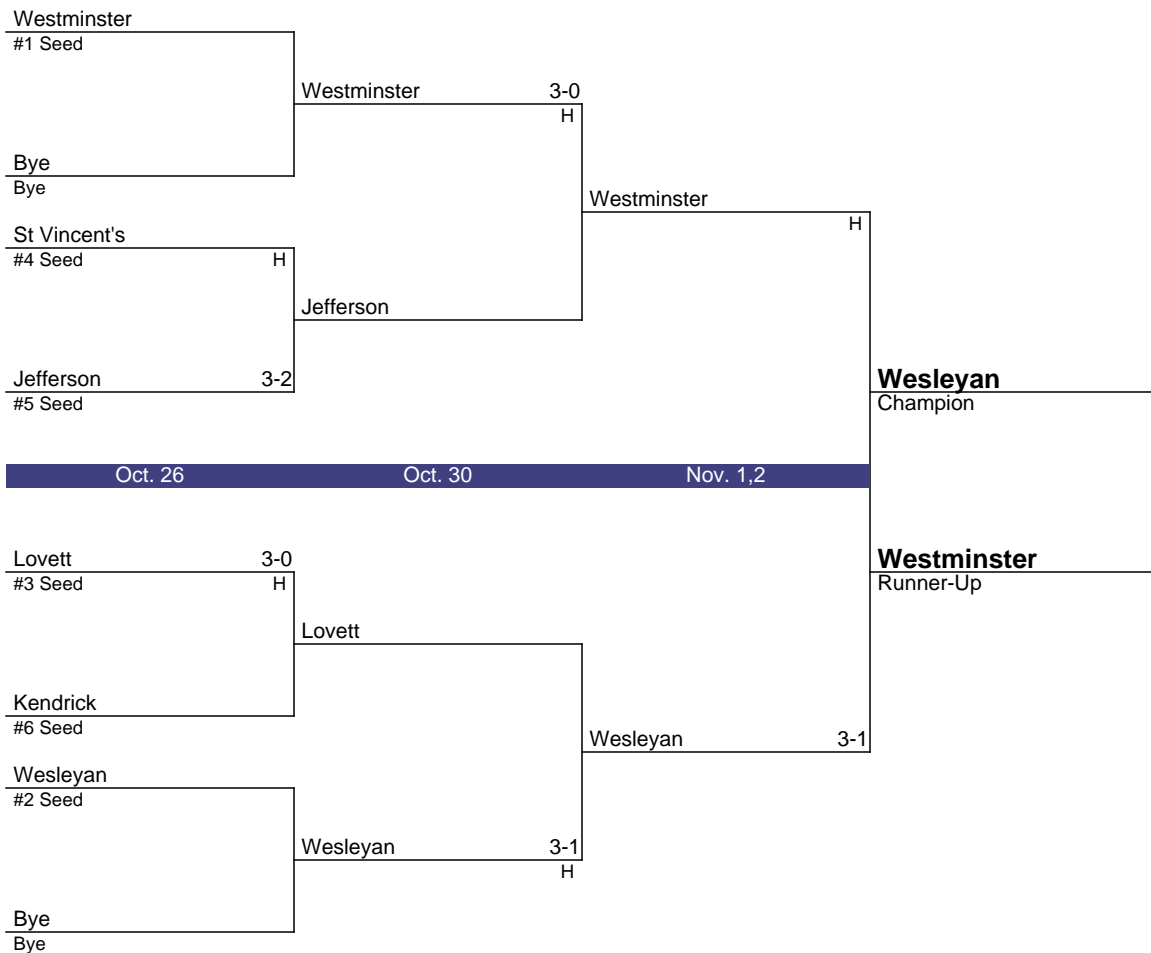 Westminster
#1 Seed
Westminster 3-0
H
Bye
Bye
Westminster
H
St Vincent's
#4 Seed H
Jefferson
Jefferson 3-2
#5 Seed
Wesleyan
Champion
Oct. 26 Oct. 30 Nov. 1,2
Lovett 3-0
#3 Seed H
Westminster
Runner-Up
Lovett
Kendrick
#6 Seed
Wesleyan 3-1
Wesleyan
#2 Seed
Wesleyan 3-1
H
Bye
Bye